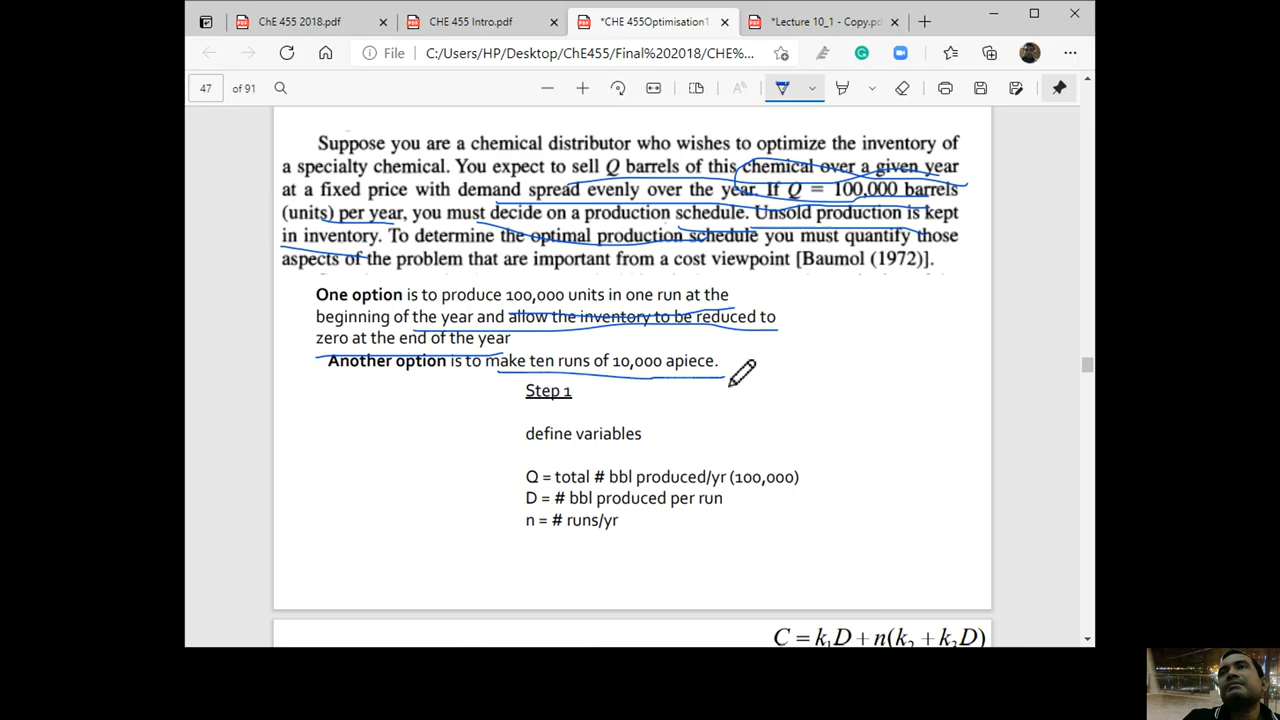 ChE 455 2018.pdf
ChE 455 Intro.pdf
*CHE 455Optimisation1.
*Lecture 10_1 - Copy.pd
File
C:/Users/HP/Desktop/ChE455/Final%202018/CHE%...
47 of 91
Suppose you are a chemical distributor who wishes to optimize the inventory of
a specialty chemical. You expect to sell Q barrels of this chemical over a given year
at a fixed price with demand spread evenly over the year. If Q = 100,000 barrels
(units) per year, you must decide on a production schedule. Unsold production is kept
in inventory. To determine the optimal production schedule you must quantify those
aspects of the problem that are important from a cost viewpoint [Baumol (1972)].
One option is to produce 100,000 units in one run at the
beginning of the year and allow the inventory to be reduced to
zero at the end of the year
Another option is to make ten runs of 10,000 apiece.
Step 1
define variables
Q = total # bbl produced/yr (100,000)
D = # bbl produced per run
n = # runs/yr
C = k₁D + n(k₂ + k₃D)